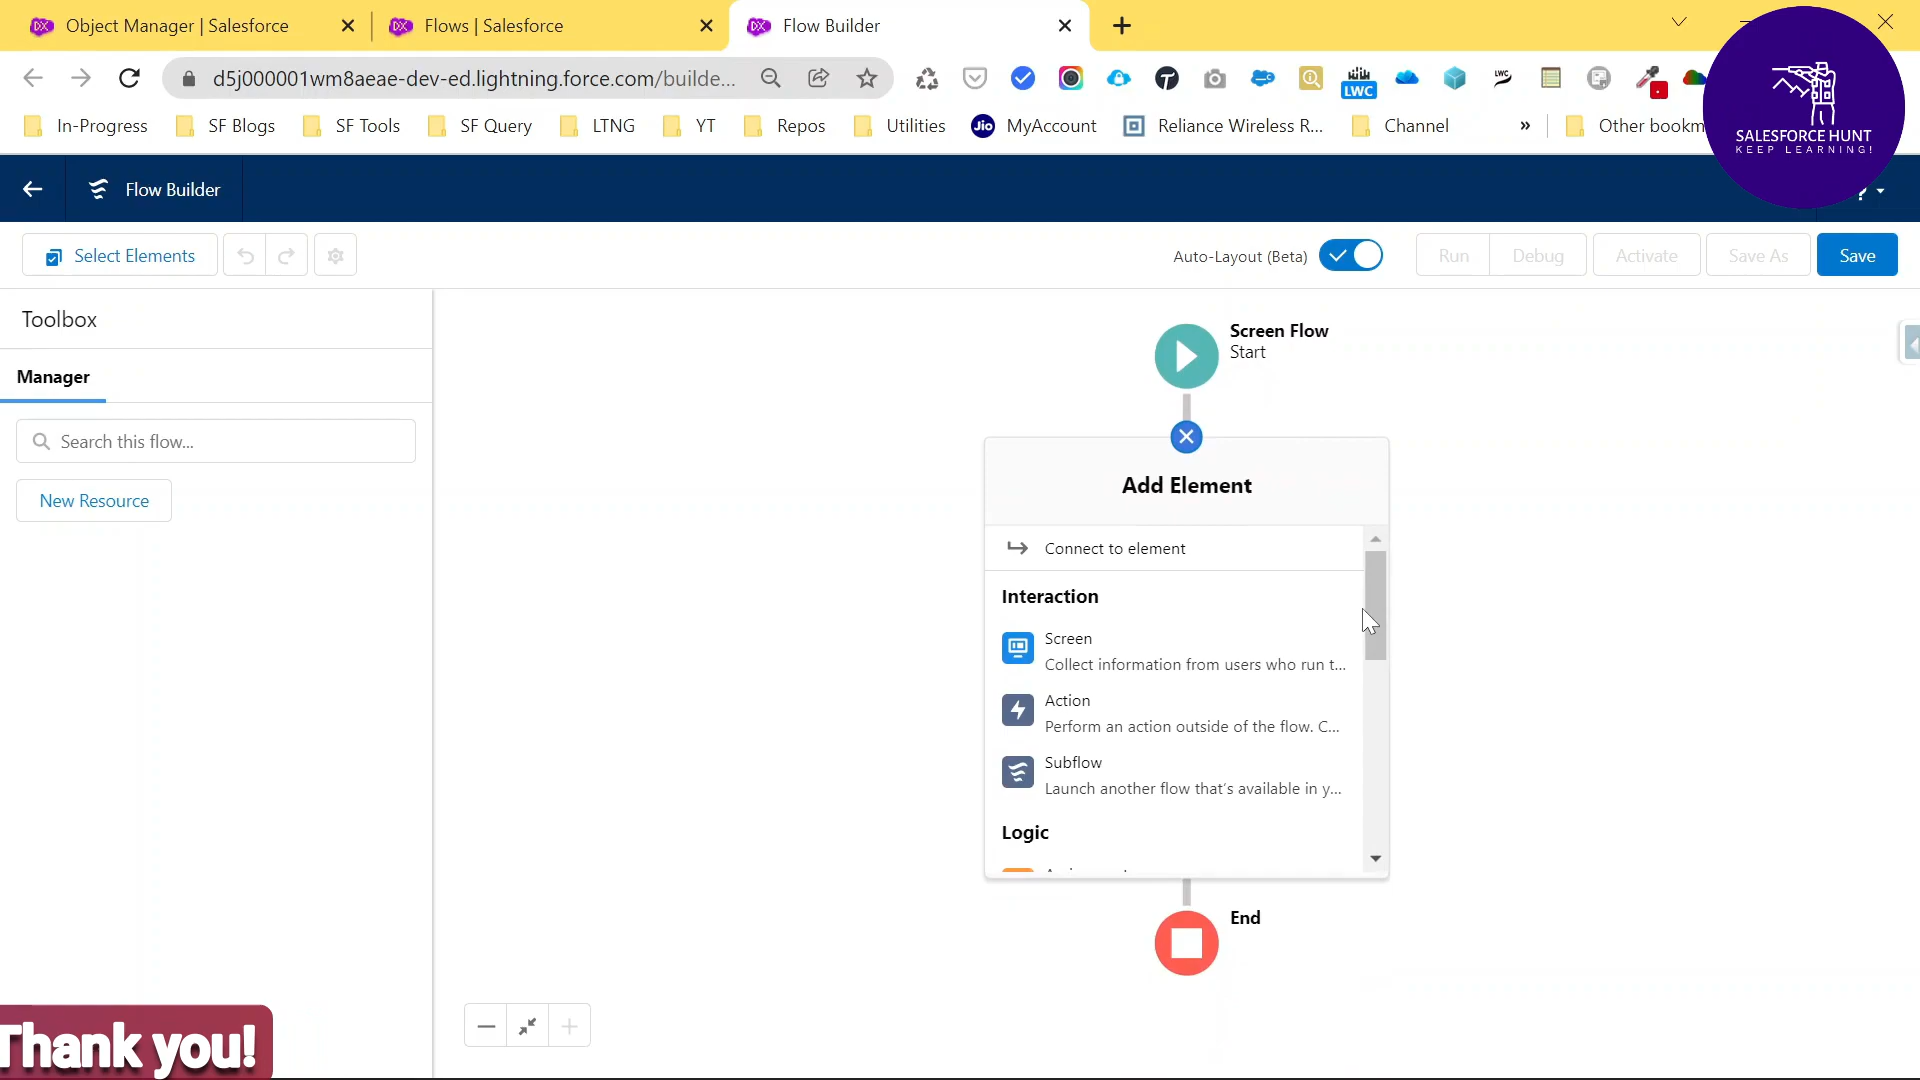 Object Manager | Salesforce
Flows | Salesforce
Flow Builder
d5j000001wm8aeae-dev-ed.lightning.force.com/builde...
LWC
LWC
In-Progress
SF Blogs
SF Tools
SF Query
LTNG
YT
Repos
Utilities
Jio
MyAccount
Reliance Wireless R...
Channel
»
Other bookm
SALESFORCE HUNT
KEEP LEARNING!
Flow Builder
?
Select Elements
Auto-Layout (Beta)
Run
Debug
Activate
Save As
Save
Toolbox
Manager
Search this flow...
New Resource
Screen Flow
Start
Add Element
Connect to element
Interaction
Screen
Collect information from users who run t...
Action
Perform an action outside of the flow. C...
Subflow
Launch another flow that's available in y...
Logic
End
Thank you!